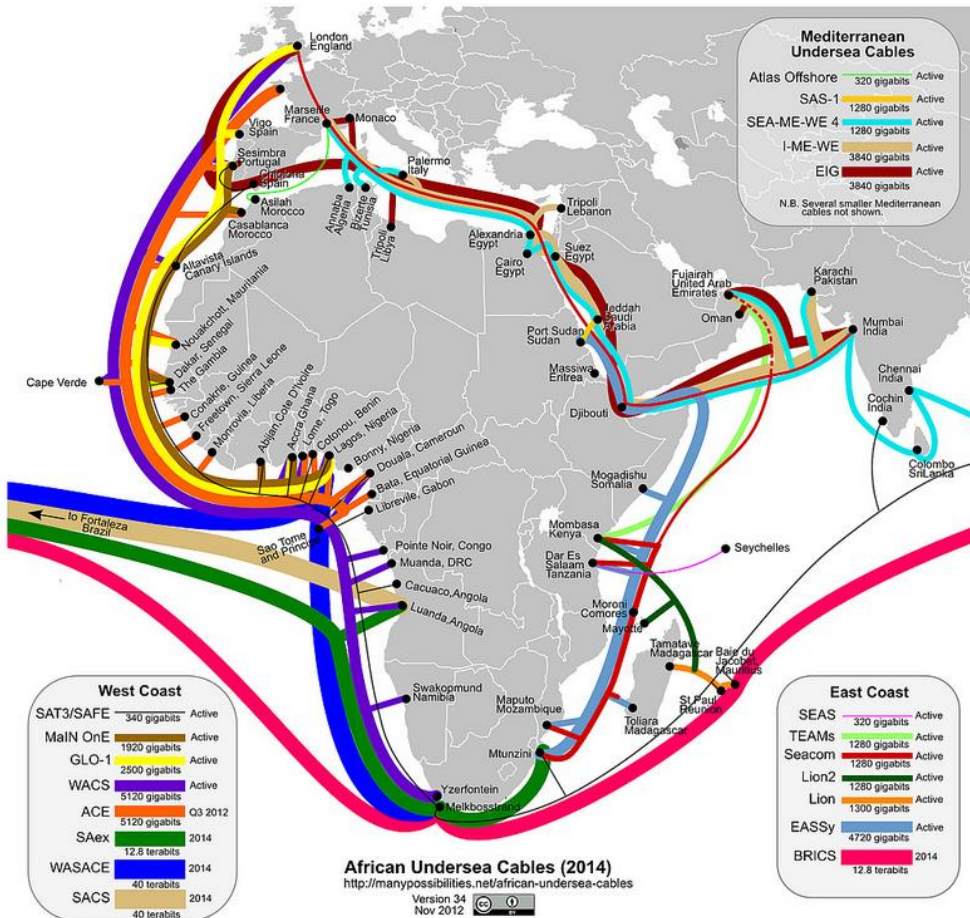 London
England
Vigo
Spain
Sesimbra
Portugal
Chipiona
Spain
Asilah
Morocco
Casablanca
Morocco
Altavista
Canary Islands
Marseille
France
Monaco
Palermo
Italy
Annaba
Algeria
Bizerte
Tunisia
Tripoli
Libya
Tripoli
Lebanon
Alexandria
Egypt
Cairo
Egypt
Suez
Egypt
Jeddah
Saudi
Arabia
Port Sudan
Sudan
Massiwa
Eritrea
Djibouti
Fujairah
United Arab
Emirates
Oman
Karachi
Pakistan
Mumbai
India
Chennai
India
Cochin
India
Colombo
SriLanka
Mediterranean
Undersea Cables
Atlas Offshore
320 gigabits
Active
SAS-1
1280 gigabits
Active
SEA-ME-WE 4
1280 gigabits
Active
I-ME-WE
3840 gigabits
Active
EIG
3840 gigabits
Active
N.B. Several smaller Mediterranean
cables not shown.
Nouakchott, Mauritania
Dakar, Senegal
The Gambia
Cape Verde
Conakrie, Guinea
Freetown, Sierra Leone
Monrovia, Liberia
Abijan,Cote D'Ivoire
Accra,Ghana
Lome, Togo
Cotonou, Benin
Lagos, Nigeria
Bonny, Nigeria
Douala, Cameroun
Bata, Equatorial Guinea
Libreville, Gabon
Sao Tome
and Principe
to Fortaleza
Brazil
Pointe Noir, Congo
Muanda, DRC
Cacuaco,Angola
Luanda,Angola
Swakopmund
Namibia
Yzerfontein
Melkbosstrand
Mogadishu
Somalia
Mombasa
Kenya
Dar Es
Salaam
Tanzania
Seychelles
Moroni
Comores
Mayotte
Tamatave
Madagascar
Baie du
Jacobet,
Mauritius
St Paul
Reunion
Toliara
Madagascar
Maputo
Mozambique
Mtunzini
West Coast
SAT3/SAFE
340 gigabits
Active
MaIN OnE
1920 gigabits
Active
GLO-1
2500 gigabits
Active
WACS
5120 gigabits
Active
ACE
5120 gigabits
Q3 2012
SAex
12.8 terabits
2014
WASACE
40 terabits
2014
SACS
40 terabits
2014
East Coast
SEAS
320 gigabits
Active
TEAMs
1280 gigabits
Active
Seacom
1280 gigabits
Active
Lion2
1280 gigabits
Active
Lion
1300 gigabits
Active
EASSy
4720 gigabits
Active
BRICS
12.8 terabits
2014
African Undersea Cables (2014)
http://manypossibilities.net/african-undersea-cables
Version 34
Nov 2012
cc
BY